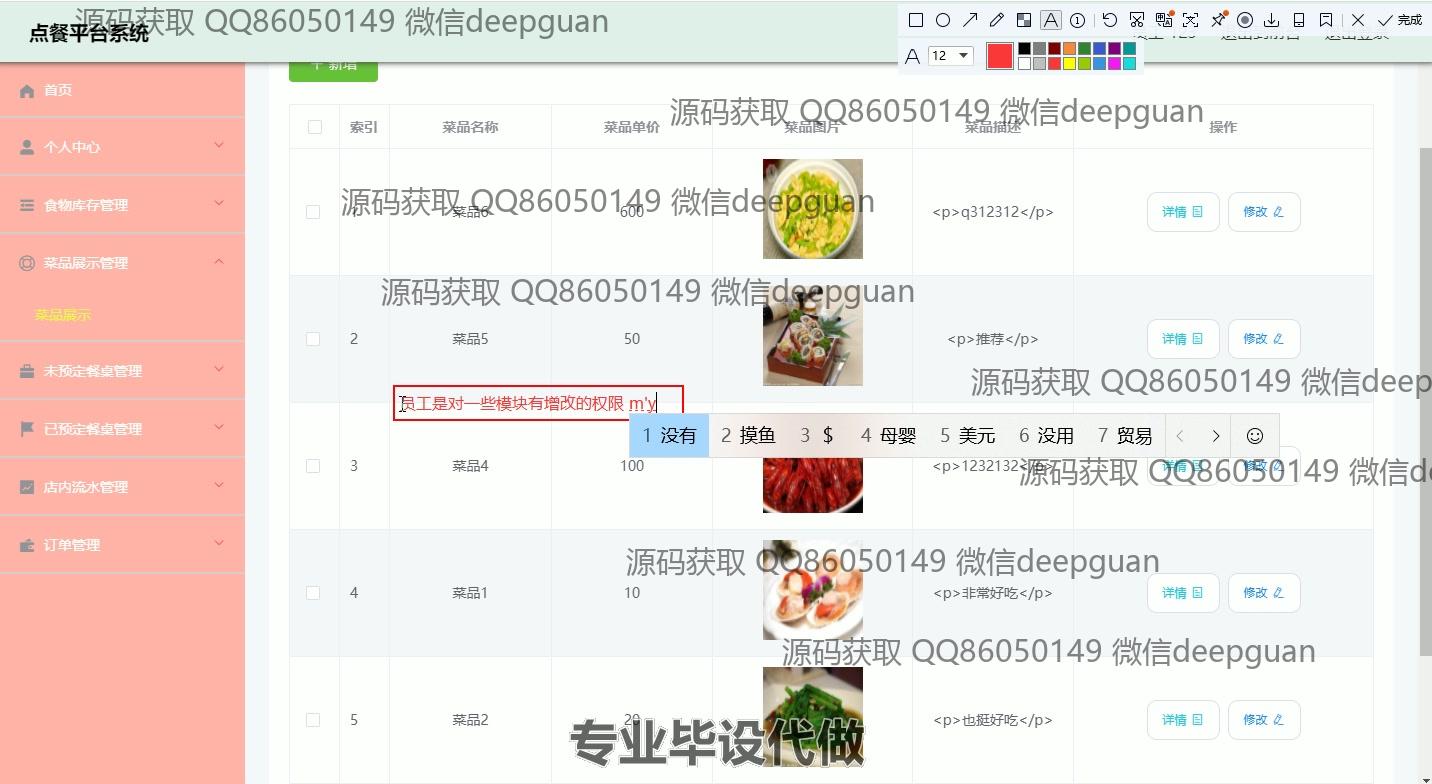 源码获取 QQ86050149 微信deepguan
点餐平台系统
完成
A 12
新增
首页
个人中心
食物库存管理
菜品展示管理
菜品展示
未预定餐桌管理
已预定餐桌管理
店内流水管理
订单管理
源码获取 QQ86050149 微信deepguan
索引 菜品名称 菜品单价 菜品图片 菜品描述 操作
源码获取 QQ86050149 微信deepguan
1 菜品6 600 <p>q312312</p> 详情 修改
源码获取 QQ86050149 微信deepguan
2 菜品5 50 <p>推荐</p> 详情 修改
源码获取 QQ86050149 微信deep
员工是对一些模块有增改的权限 m'y
1 没有 2 摸鱼 3 $ 4 母婴 5 美元 6 没用 7 贸易
3 菜品4 100 <p>1232132</p> 详情 修改
源码获取 QQ86050149 微信de
源码获取 QQ86050149 微信deepguan
4 菜品1 10 <p>非常好吃</p> 详情 修改
源码获取 QQ86050149 微信deepguan
5 菜品2 20 <p>也挺好吃</p> 详情 修改
专业毕设代做